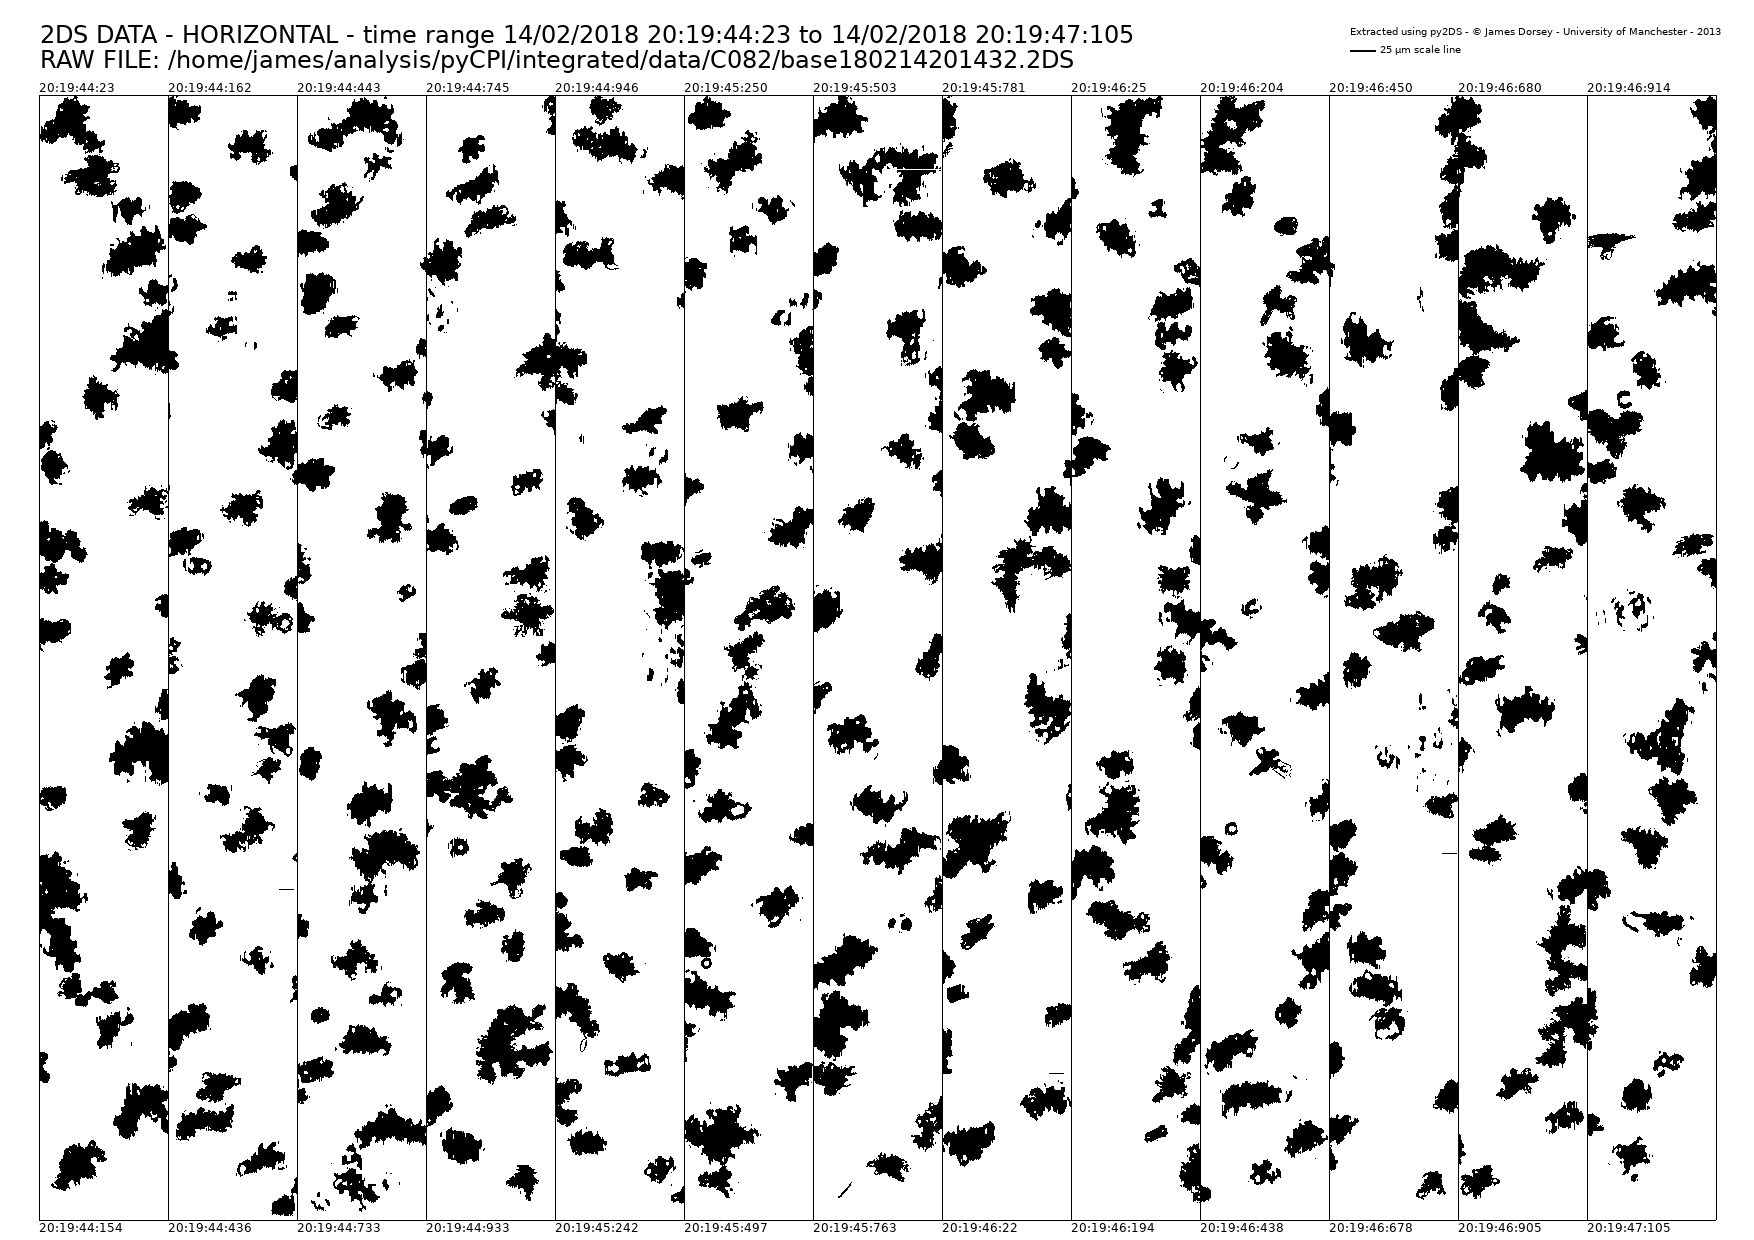 2DS DATA - HORIZONTAL - time range 14/02/2018 20:19:44:23 to 14/02/2018 20:19:47:105
RAW FILE: /home/james/analysis/pyCPI/integrated/data/C082/base180214201432.2DS
Extracted using py2DS - © James Dorsey - University of Manchester - 2013
25 µm scale line
20:19:44:23 20:19:44:162 20:19:44:443 20:19:44:745 20:19:44:946 20:19:45:250 20:19:45:503 20:19:45:781 20:19:46:25 20:19:46:204 20:19:46:450 20:19:46:680 20:19:46:914
20:19:44:154 20:19:44:436 20:19:44:733 20:19:44:933 20:19:45:242 20:19:45:497 20:19:45:763 20:19:46:22 20:19:46:194 20:19:46:438 20:19:46:678 20:19:46:905 20:19:47:105